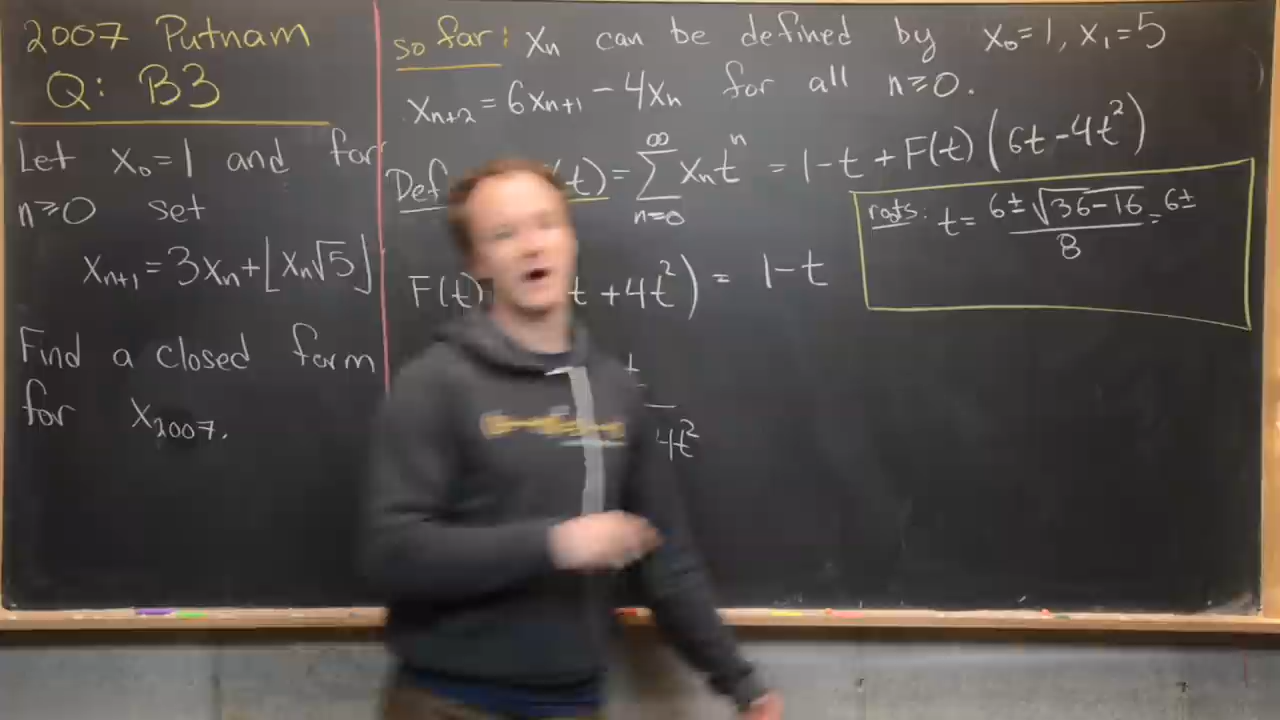 2007 Putnam
Q: B3
Let x₀=1 and for
n≥0 set
xₙ₊₁=3xₙ+⌊xₙ√5⌋
Find a closed form
for x₂₀₀₇.
so far: xₙ can be defined by x₀=1, x₁=5
xₙ₊₂=6xₙ₊₁-4xₙ for all n≥0.
Def (t)=∑_{n=0}^{∞} xₙtⁿ = 1-t+F(t)(6t-4t²)
roots: t= (6±√(36-16))/8 = 6±
F(t) t+4t²) = 1-t
t
4t²